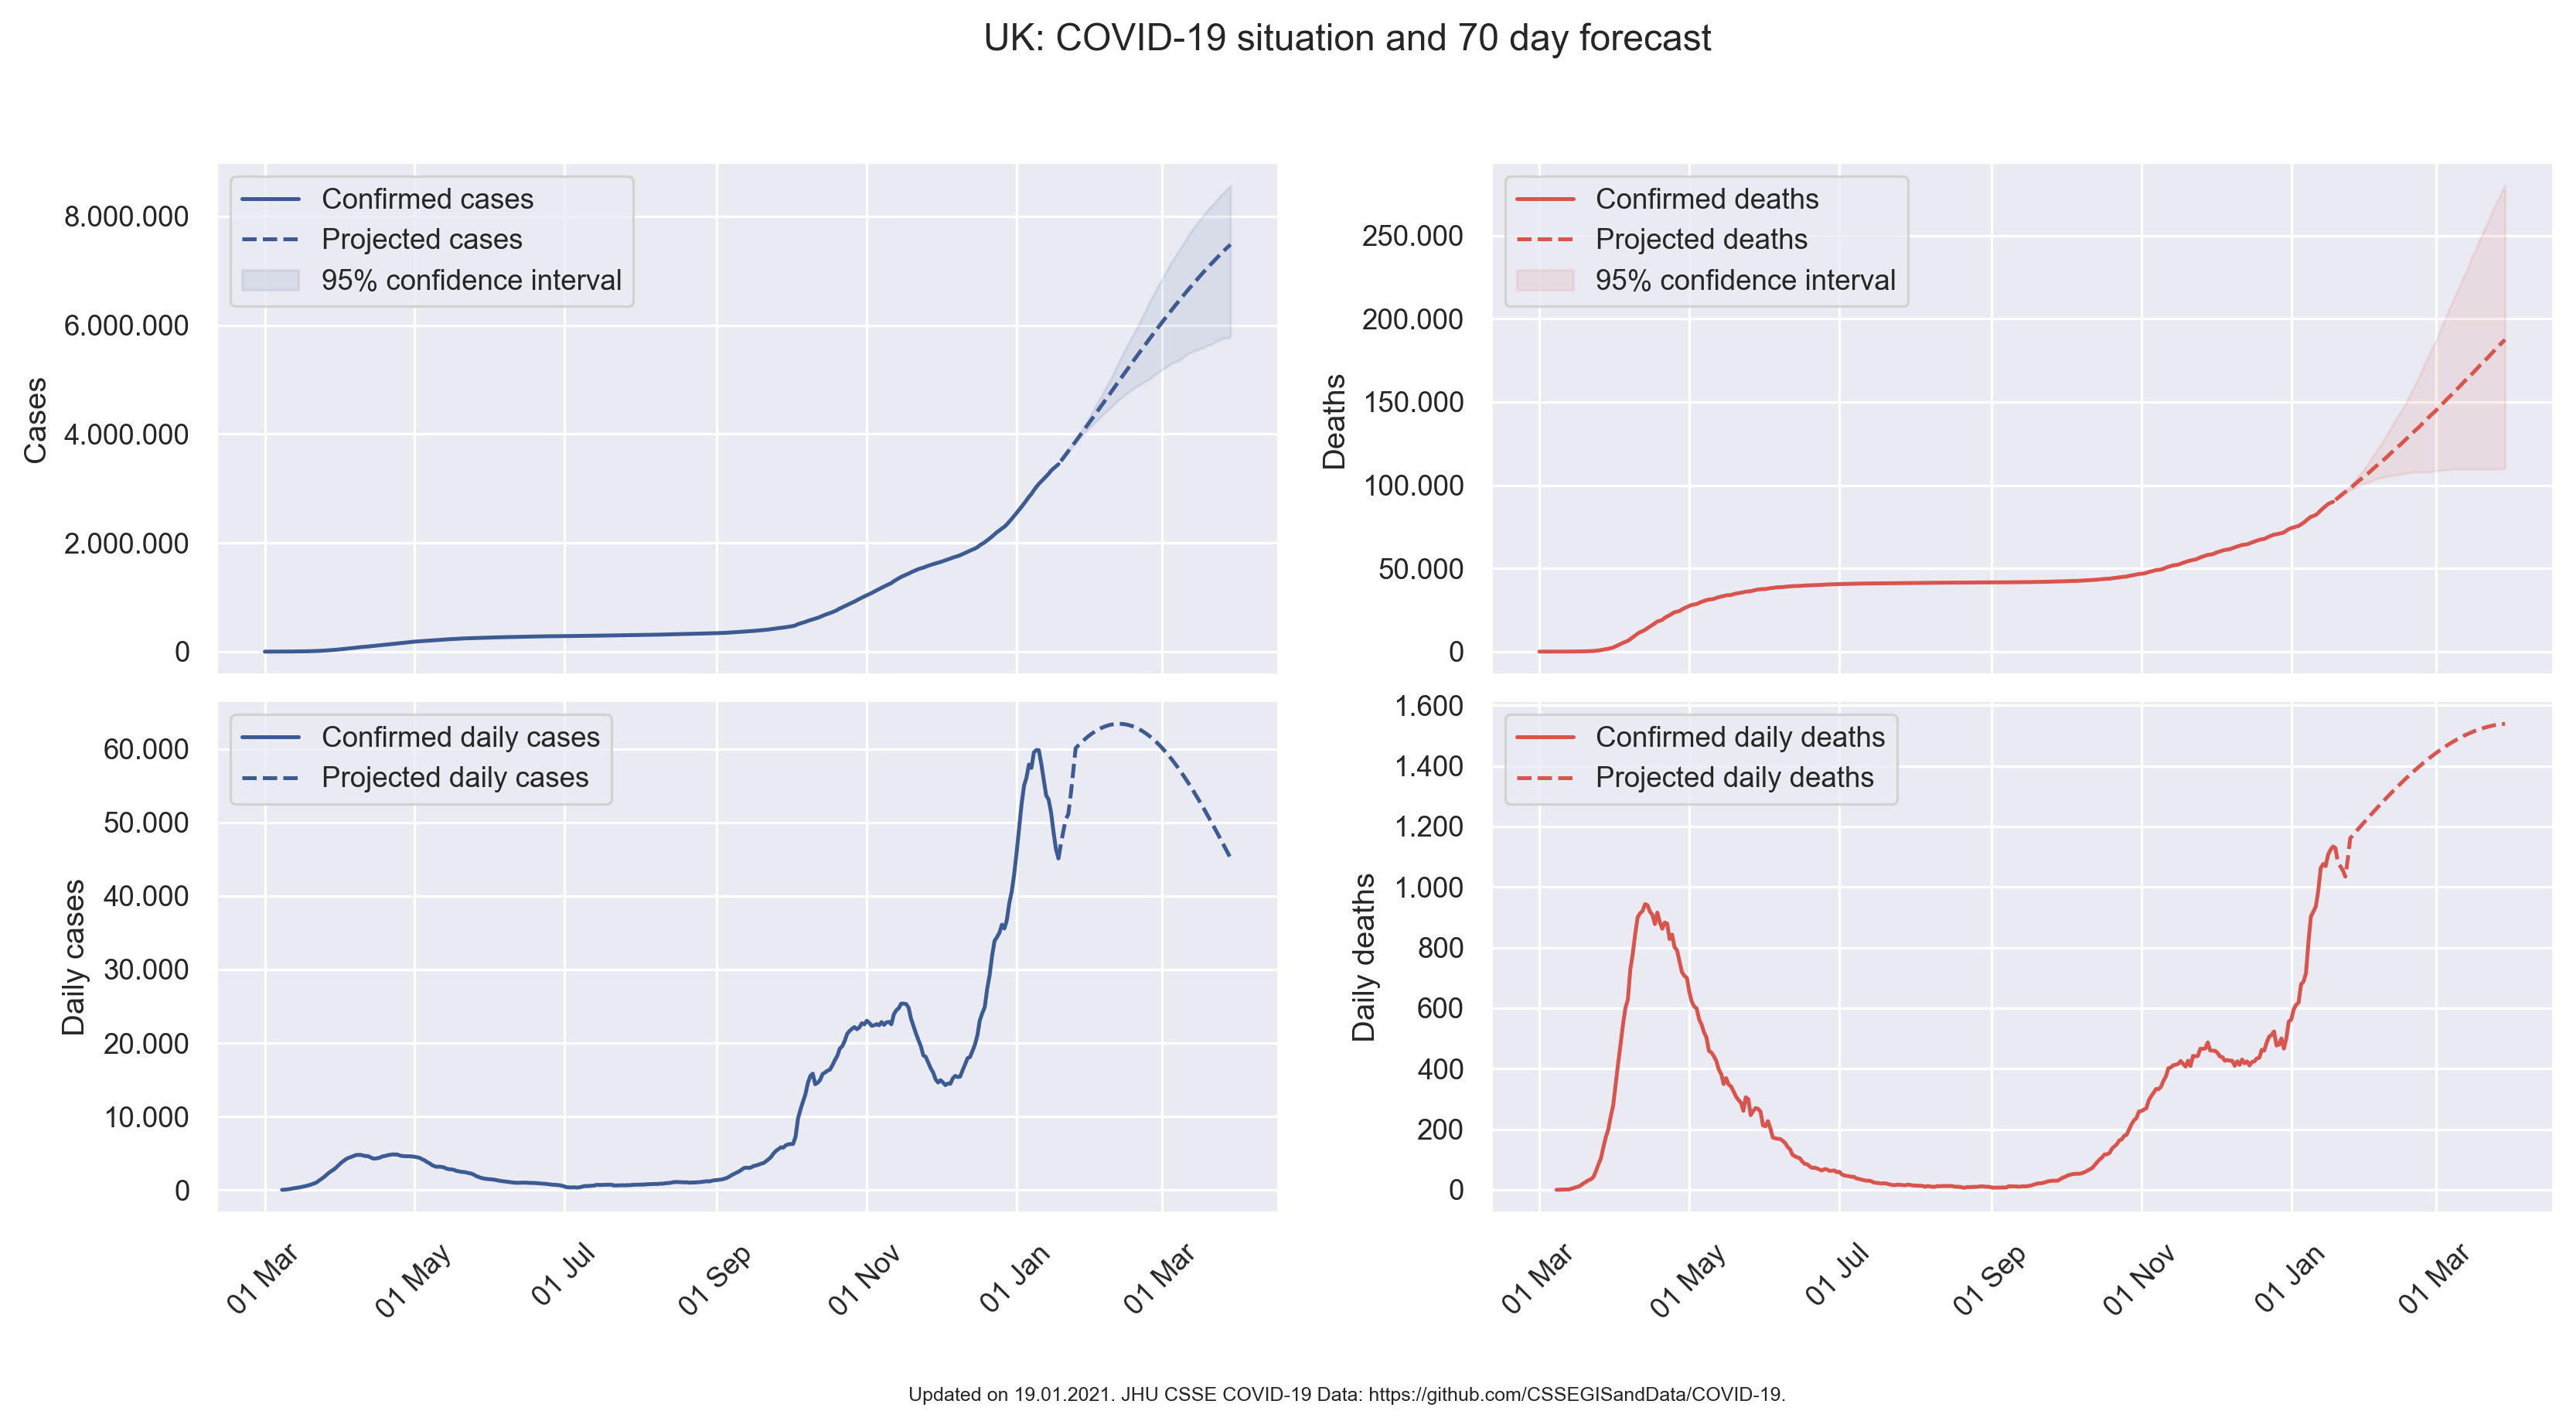 UK: COVID-19 situation and 70 day forecast
Confirmed cases
Projected cases
95% confidence interval
8.000.000
6.000.000
4.000.000
2.000.000
0
Cases
Confirmed deaths
Projected deaths
95% confidence interval
250.000
200.000
150.000
100.000
50.000
0
Deaths
Confirmed daily cases
Projected daily cases
60.000
50.000
40.000
30.000
20.000
10.000
0
Daily cases
01 Mar
01 May
01 Jul
01 Sep
01 Nov
01 Jan
01 Mar
Confirmed daily deaths
Projected daily deaths
1.600
1.400
1.200
1.000
800
600
400
200
0
Daily deaths
01 Mar
01 May
01 Jul
01 Sep
01 Nov
01 Jan
01 Mar
Updated on 19.01.2021. JHU CSSE COVID-19 Data: https://github.com/CSSEGISandData/COVID-19.